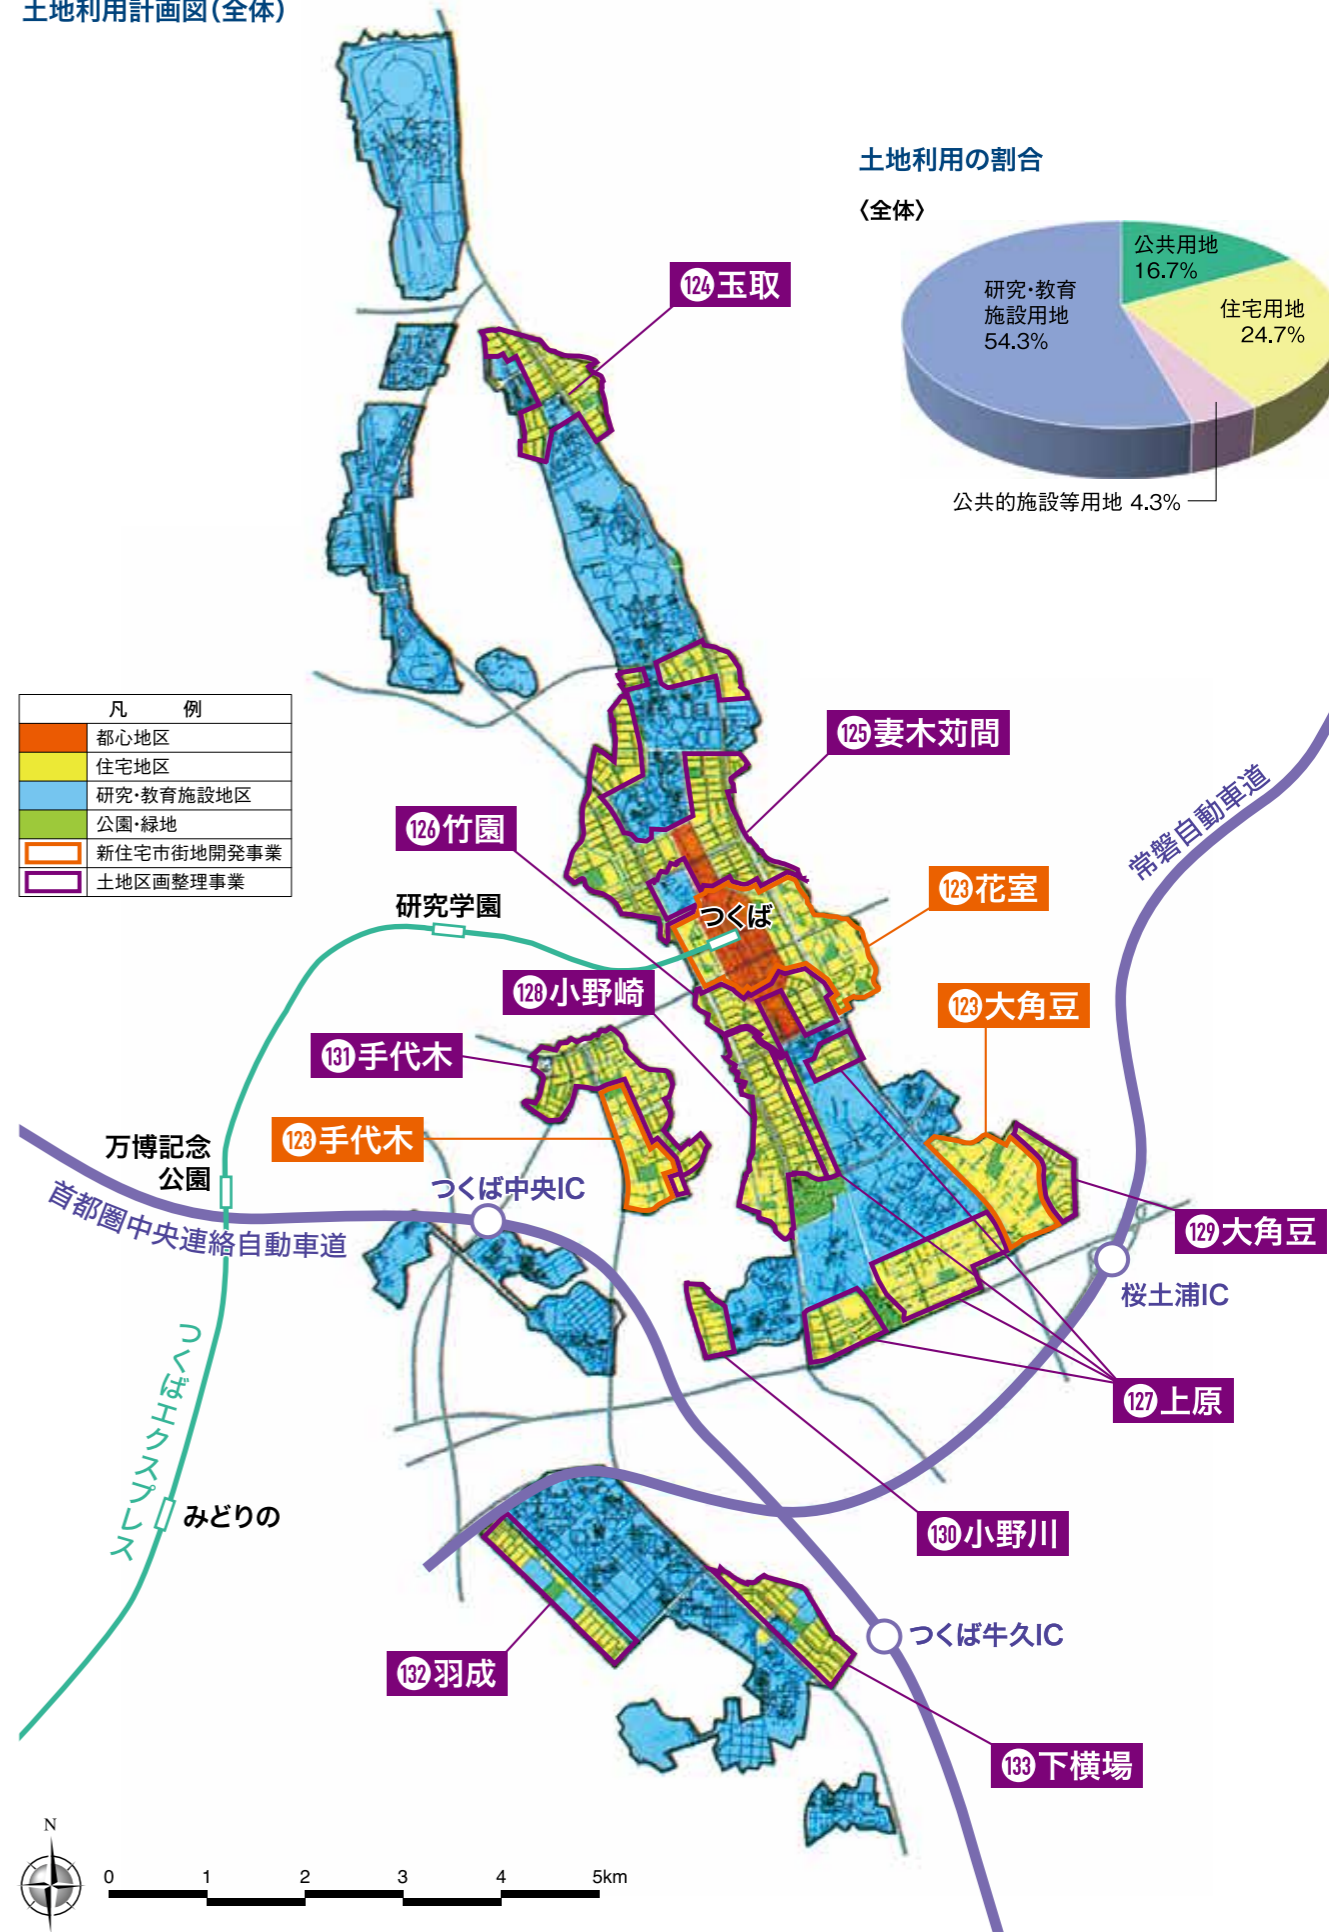 土地利用計画図(全体)
土地利用の割合
〈全体〉
公共用地
16.7%
研究・教育
施設用地
54.3%
住宅用地
24.7%
公共的施設等用地 4.3%
124玉取
凡 例
都心地区
住宅地区
研究・教育施設地区
公園・緑地
新住宅市街地開発事業
土地区画整理事業
125妻木苅間
126竹園
常磐自動車道
123花室
研究学園
つくば
128小野崎
123大角豆
131手代木
123手代木
万博記念
公園
つくば中央IC
首都圏中央連絡自動車道
129大角豆
桜土浦IC
つくばエクスプレス
127上原
みどりの
130小野川
つくば牛久IC
132羽成
133下横場
N
0 1 2 3 4 5km